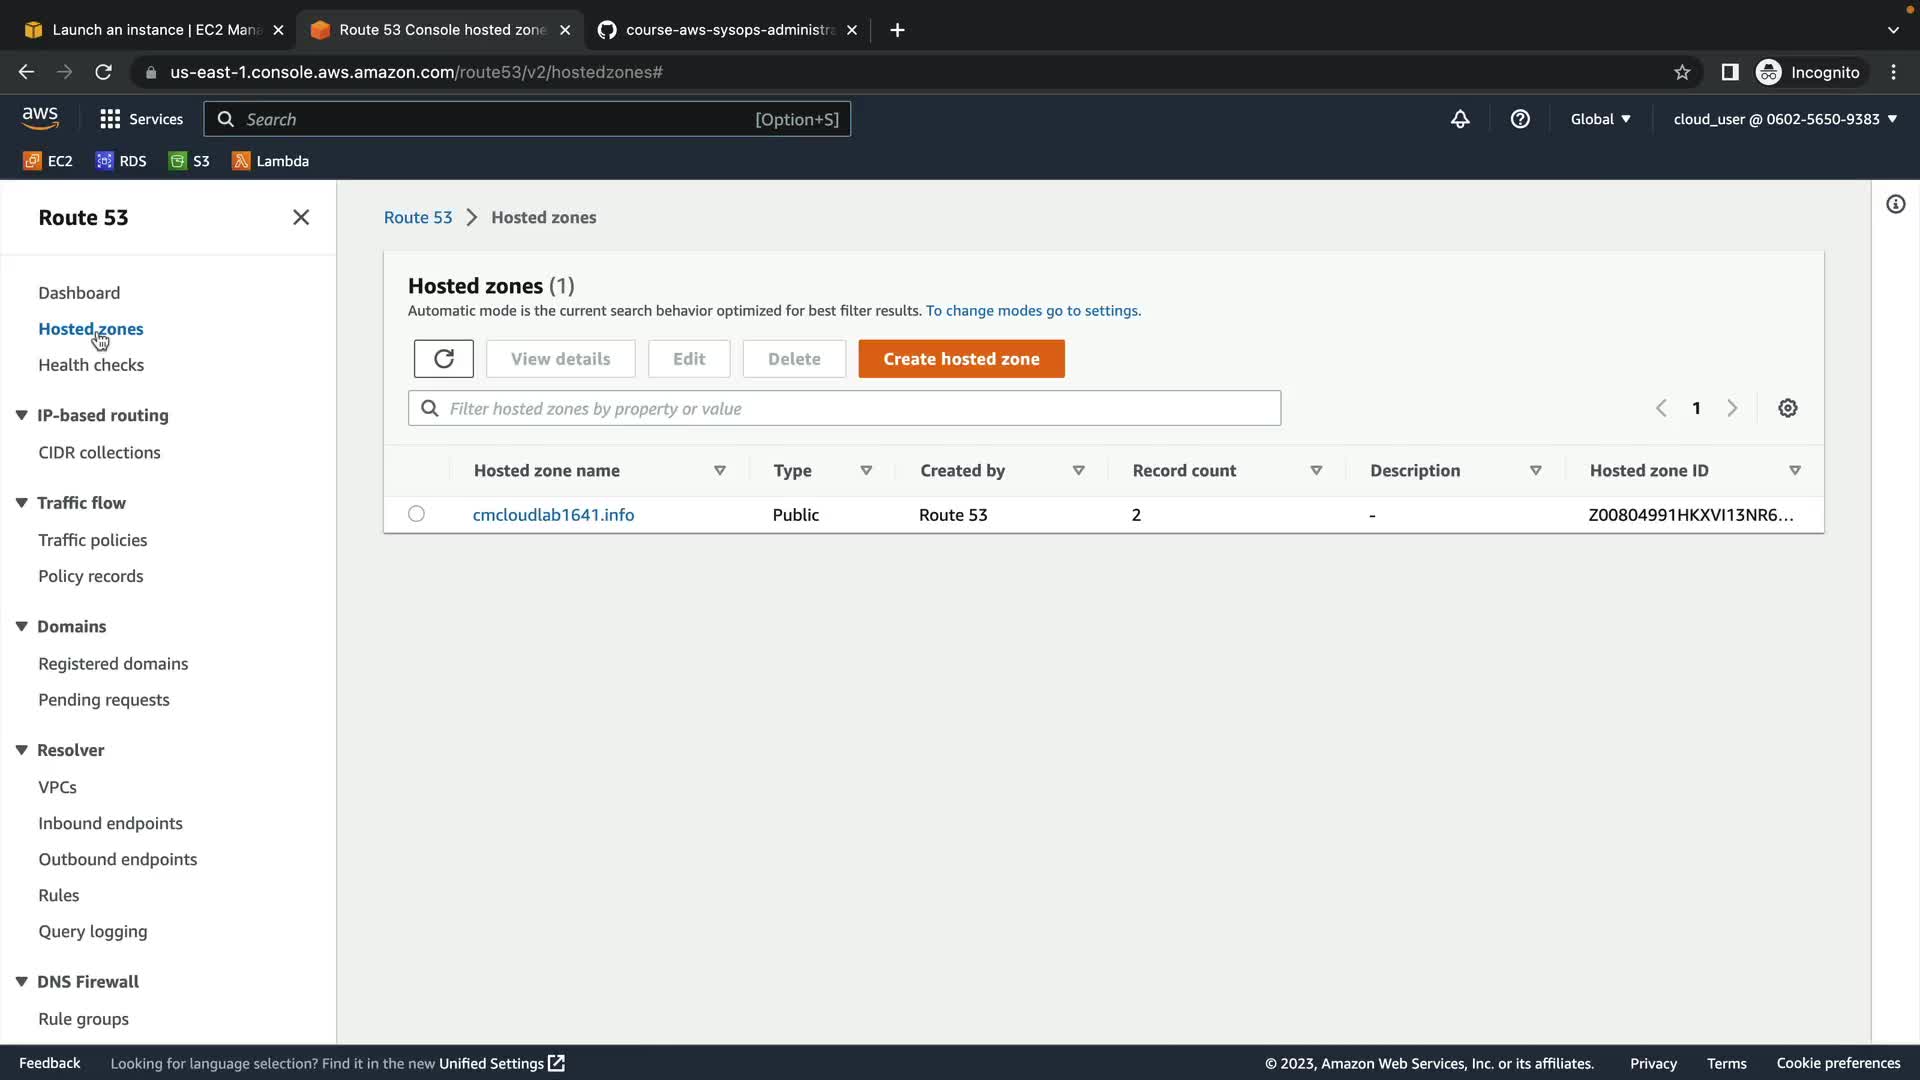 Launch an instance | EC2 Mana
Route 53 Console hosted zone
course-aws-sysops-administra
us-east-1.console.aws.amazon.com/route53/v2/hostedzones#
Incognito
aws
Services
Search
[Option+S]
Global
cloud_user @ 0602-5650-9383
EC2
RDS
S3
Lambda
Route 53
Dashboard
Hosted zones
Health checks
IP-based routing
CIDR collections
Traffic flow
Traffic policies
Policy records
Domains
Registered domains
Pending requests
Resolver
VPCs
Inbound endpoints
Outbound endpoints
Rules
Query logging
DNS Firewall
Rule groups
Route 53 > Hosted zones
Hosted zones (1)
Automatic mode is the current search behavior optimized for best filter results. To change modes go to settings.
View details
Edit
Delete
Create hosted zone
Filter hosted zones by property or value
1
Hosted zone name Type Created by Record count Description Hosted zone ID
cmcloudlab1641.info Public Route 53 2 - Z00804991HKXVI13NR6...
Feedback
Looking for language selection? Find it in the new Unified Settings
© 2023, Amazon Web Services, Inc. or its affiliates.
Privacy
Terms
Cookie preferences